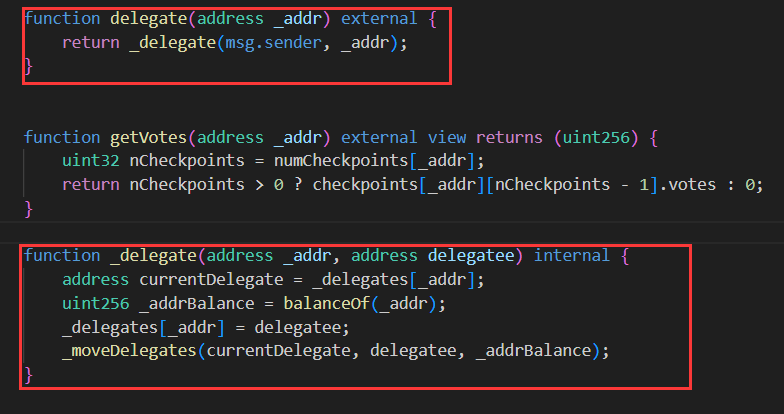 function delegate(address _addr) external {
    return _delegate(msg.sender, _addr);
}
function getVotes(address _addr) external view returns (uint256) {
    uint32 nCheckpoints = numCheckpoints[_addr];
    return nCheckpoints > 0 ? checkpoints[_addr][nCheckpoints - 1].votes : 0;
}
function _delegate(address _addr, address delegatee) internal {
    address currentDelegate = _delegates[_addr];
    uint256 _addrBalance = balanceOf(_addr);
    _delegates[_addr] = delegatee;
    _moveDelegates(currentDelegate, delegatee, _addrBalance);
}